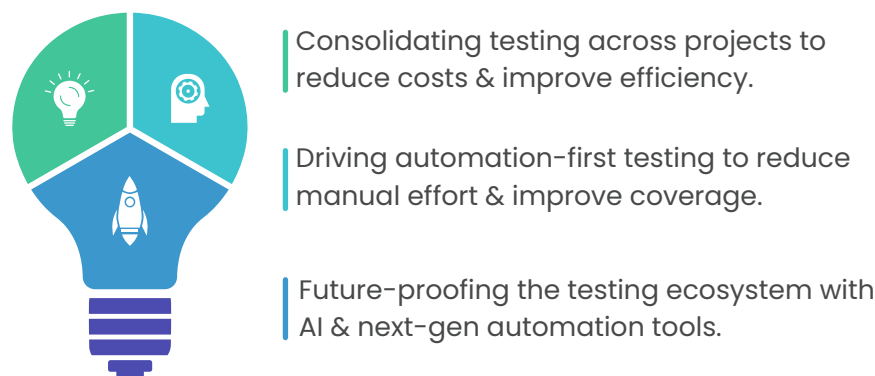 Consolidating testing across projects to
reduce costs & improve efficiency.
Driving automation-first testing to reduce
manual effort & improve coverage.
Future-proofing the testing ecosystem with
AI & next-gen automation tools.